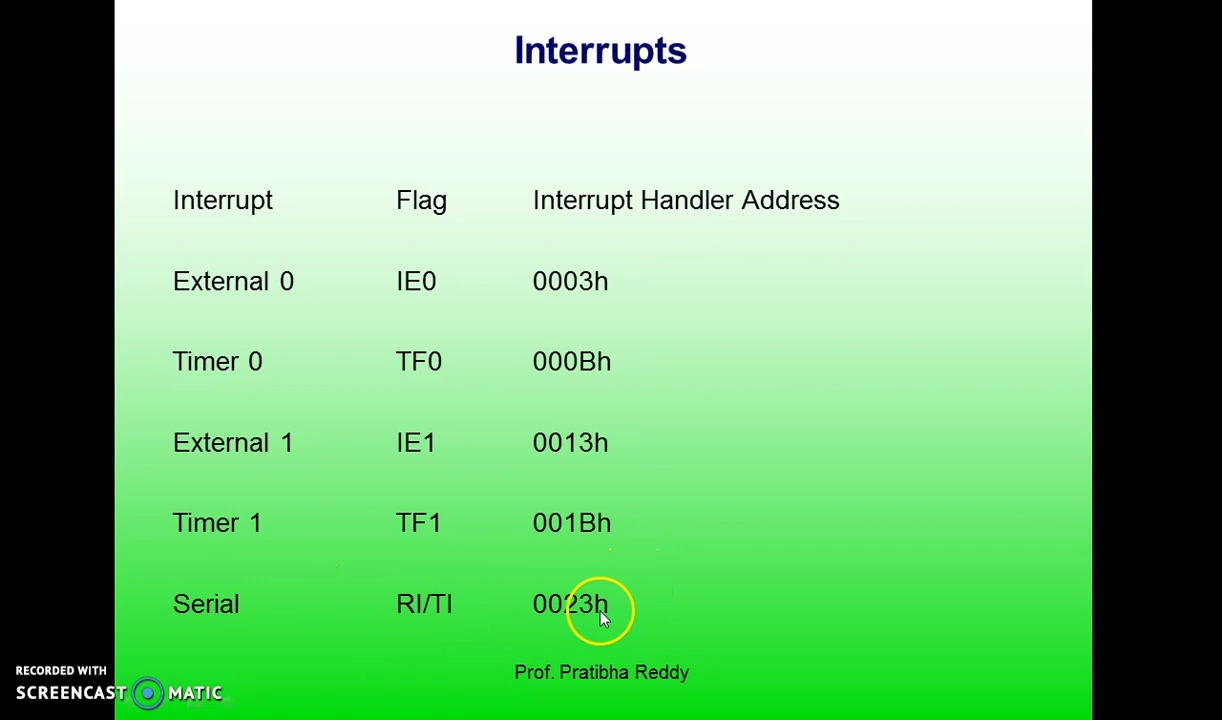 Interrupts
Interrupt Flag Interrupt Handler Address
External 0 IE0 0003h
Timer 0 TF0 000Bh
External 1 IE1 0013h
Timer 1 TF1 001Bh
Serial RI/TI 0023h
Prof. Pratibha Reddy
RECORDED WITH
SCREENCAST MATIC